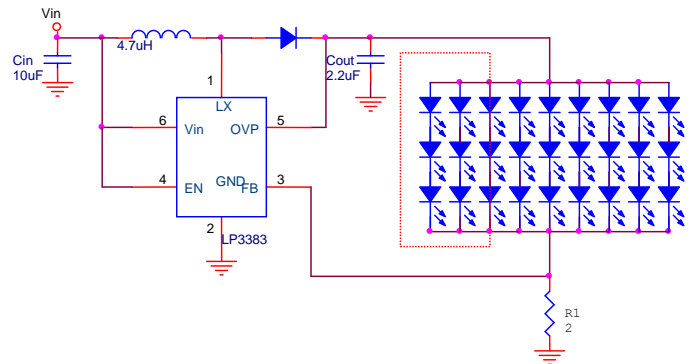 Vin
4.7uH
Cin
10uF
Cout
2.2uF
1
LX
6
Vin
OVP
5
4
EN
GND
FB
3
2
LP3383
R1
2